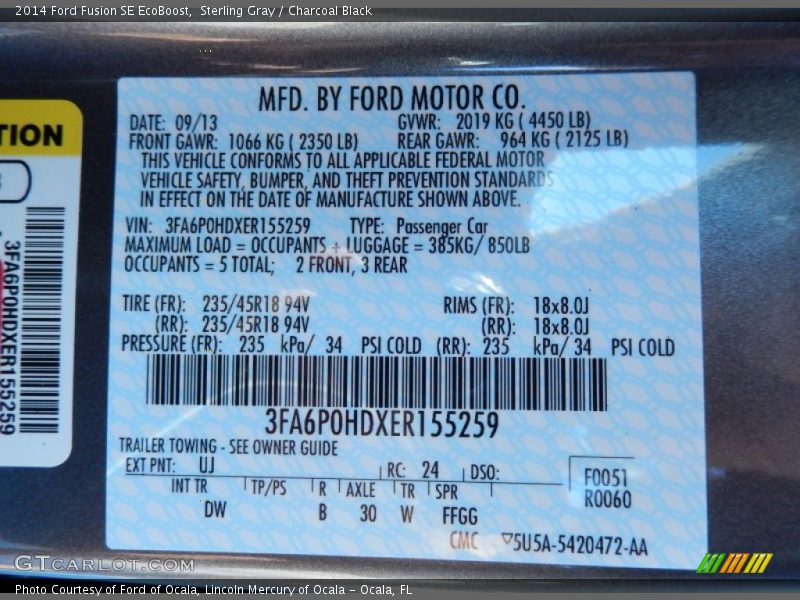 2014 Ford Fusion SE EcoBoost, Sterling Gray / Charcoal Black
MFD. BY FORD MOTOR CO.
DATE: 09/13 GVWR: 2019 KG ( 4450 LB)
FRONT GAWR: 1066 KG ( 2350 LB) REAR GAWR: 964 KG ( 2125 LB)
THIS VEHICLE CONFORMS TO ALL APPLICABLE FEDERAL MOTOR
VEHICLE SAFETY, BUMPER, AND THEFT PREVENTION STANDARDS
IN EFFECT ON THE DATE OF MANUFACTURE SHOWN ABOVE.
VIN: 3FA6P0HDXER155259 TYPE: Passenger Car
MAXIMUM LOAD = OCCUPANTS + LUGGAGE = 385KG/ 850LB
OCCUPANTS = 5 TOTAL; 2 FRONT, 3 REAR
TIRE (FR): 235/45R18 94V RIMS (FR): 18x8.0J
(RR): 235/45R18 94V (RR): 18x8.0J
PRESSURE (FR): 235 kPa/ 34 PSI COLD (RR): 235 kPa/ 34 PSI COLD
3FA6P0HDXER155259
TRAILER TOWING - SEE OWNER GUIDE
EXT PNT: UJ RC: 24 DSO: F0051
INT TR TP/PS R AXLE TR SPR R0060
DW B 30 W FFGG
CMC 5U5A-5420472-AA
TION
3FA6P0HDXER155259
GTCarLot.com
Photo Courtesy of Ford of Ocala, Lincoln Mercury of Ocala - Ocala, FL